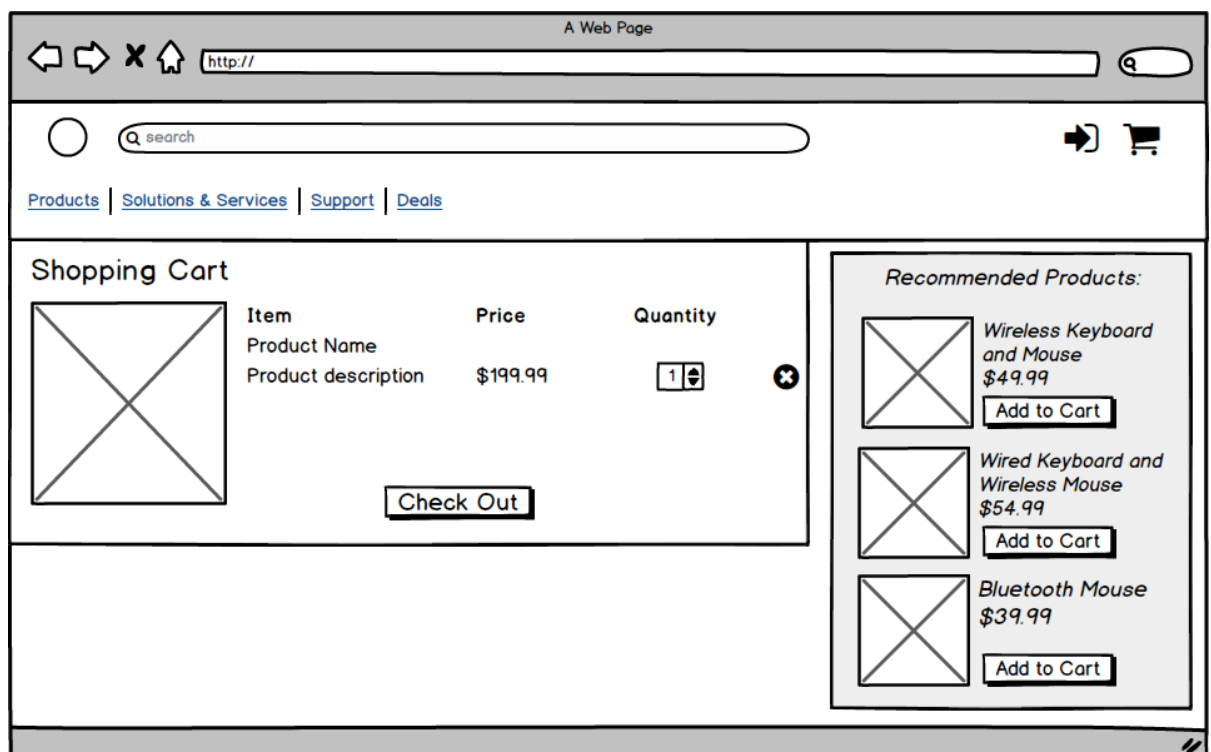 A Web Page
http://
search
Products | Solutions & Services | Support | Deals
Shopping Cart
Item Price Quantity
Product Name
Product description $199.99 1
Check Out
Recommended Products:
Wireless Keyboard
and Mouse
$49.99
Add to Cart
Wired Keyboard and
Wireless Mouse
$54.99
Add to Cart
Bluetooth Mouse
$39.99
Add to Cart